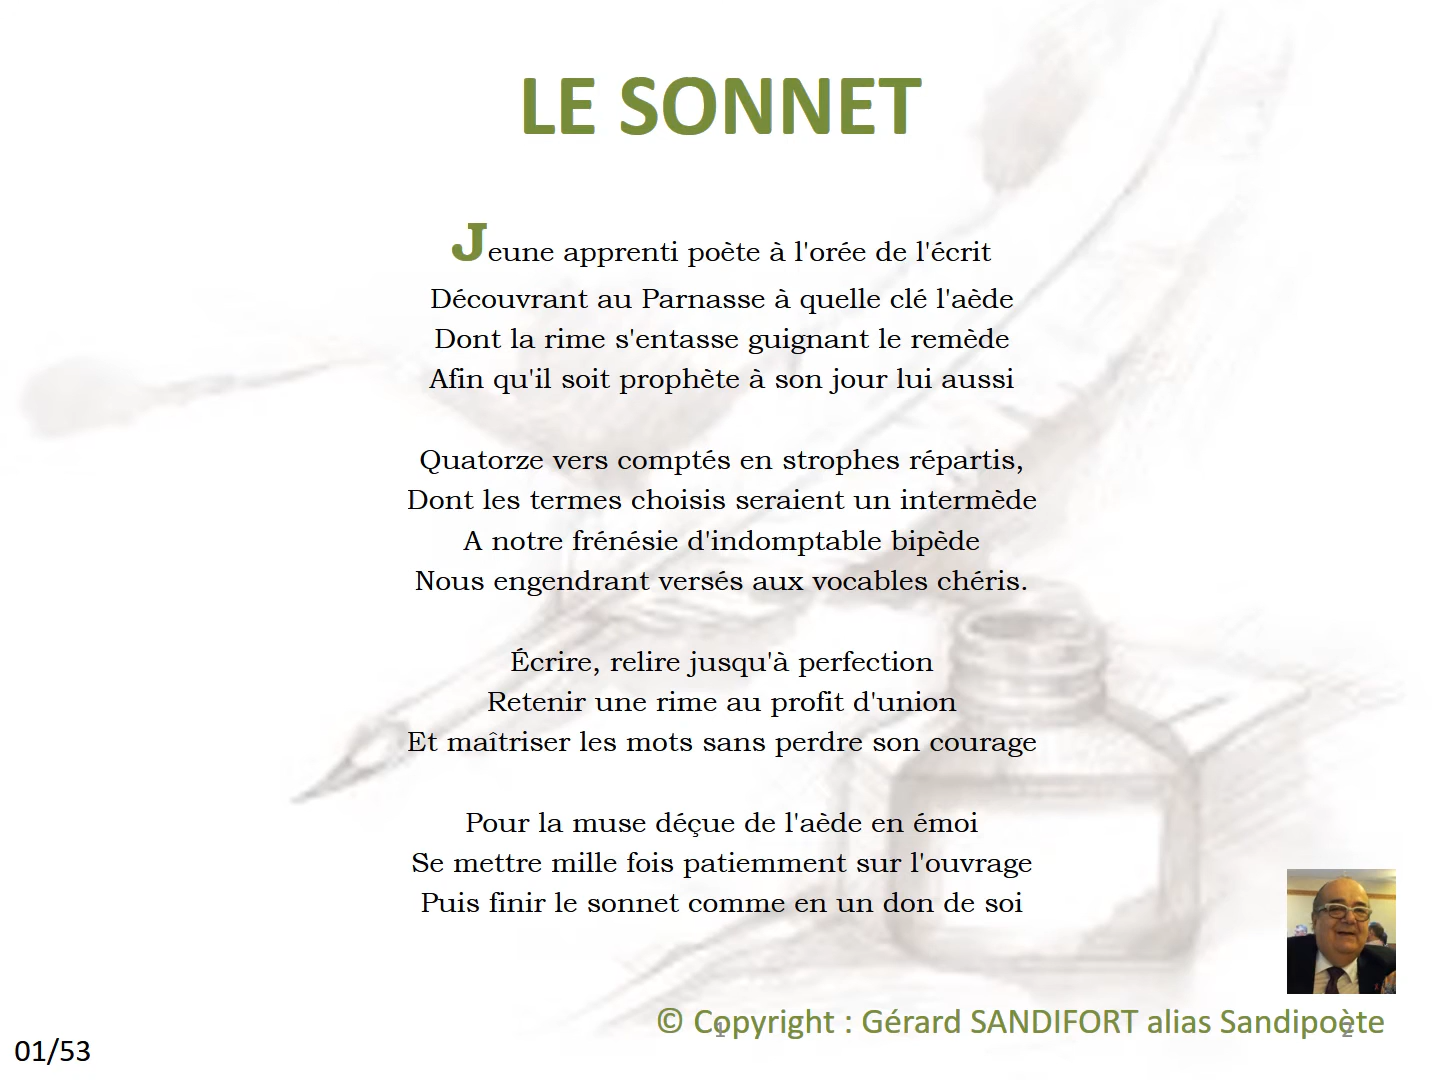 LE SONNET
Jeune apprenti poète à l'orée de l'écrit
Découvrant au Parnasse à quelle clé l'aède
Dont la rime s'entasse guignant le remède
Afin qu'il soit prophète à son jour lui aussi
Quatorze vers comptés en strophes répartis,
Dont les termes choisis seraient un intermède
A notre frénésie d'indomptable bipède
Nous engendrant versés aux vocables chéris.
Écrire, relire jusqu'à perfection
Retenir une rime au profit d'union
Et maîtriser les mots sans perdre son courage
Pour la muse déçue de l'aède en émoi
Se mettre mille fois patiemment sur l'ouvrage
Puis finir le sonnet comme en un don de soi
© Copyright : Gérard SANDIFORT alias Sandipoète
1
2
01/53